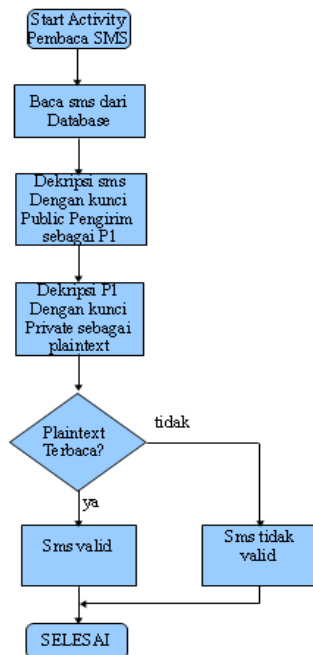 Start Activity
Pembaca SMS
Baca sms dari
Database
Dekripsi sms
Dengan kunci
Public Pengirim
sebagai P1
Dekripsi P1
Dengan kunci
Private sebagai
plaintext
Plaintext
Terbaca?
tidak
ya
Sms valid
Sms tidak
valid
SELESAI